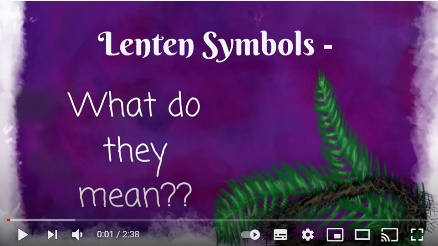 Lenten Symbols -
What do
they
mean??
0:01 / 2:38